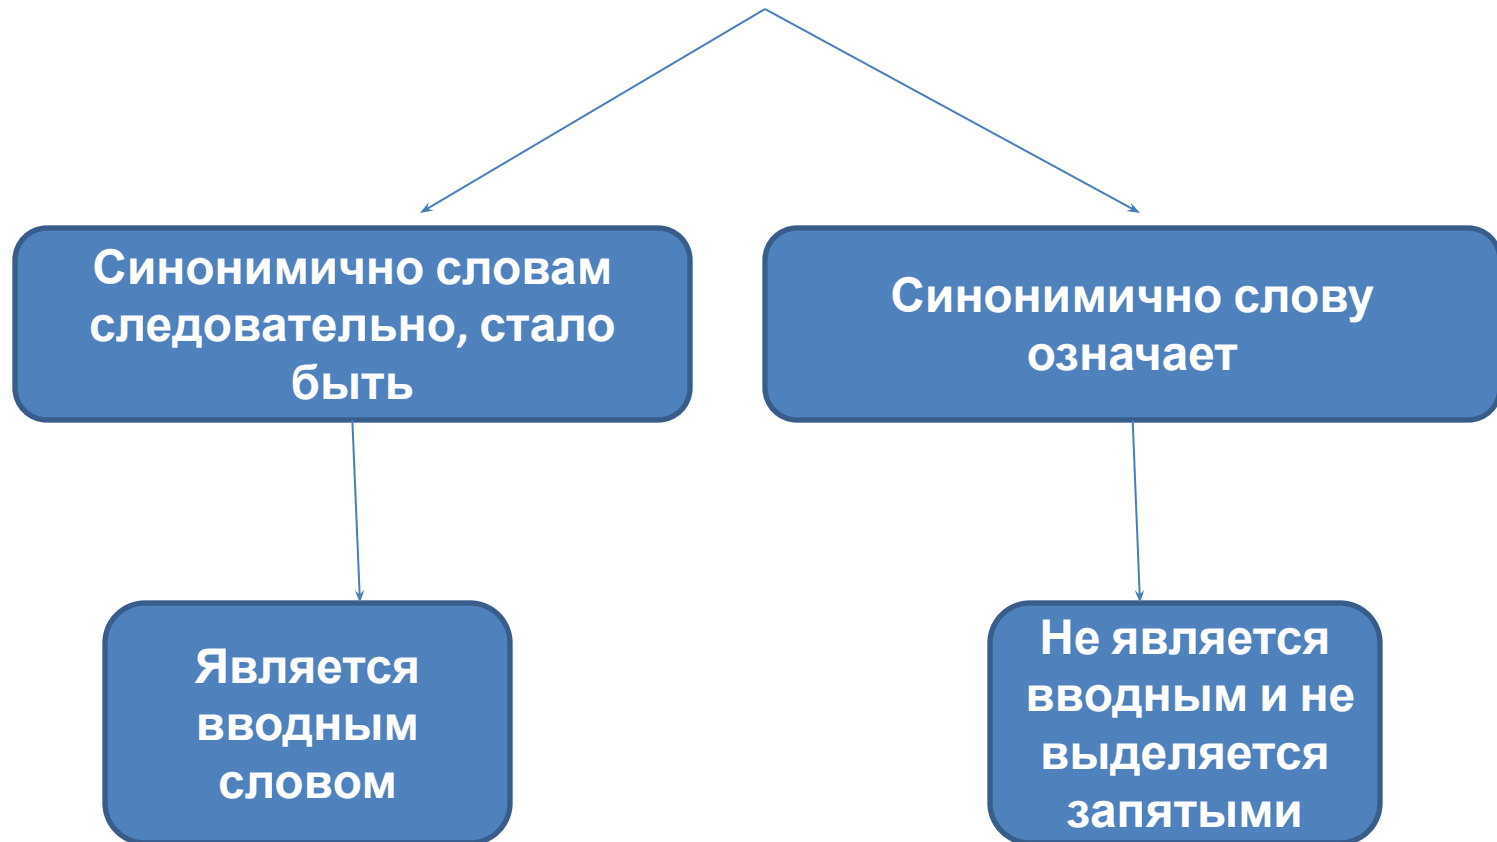 Синонимично словам
следовательно, стало
быть
Синонимично слову
означает
Является
вводным
словом
Не является
вводным и не
выделяется
запятыми